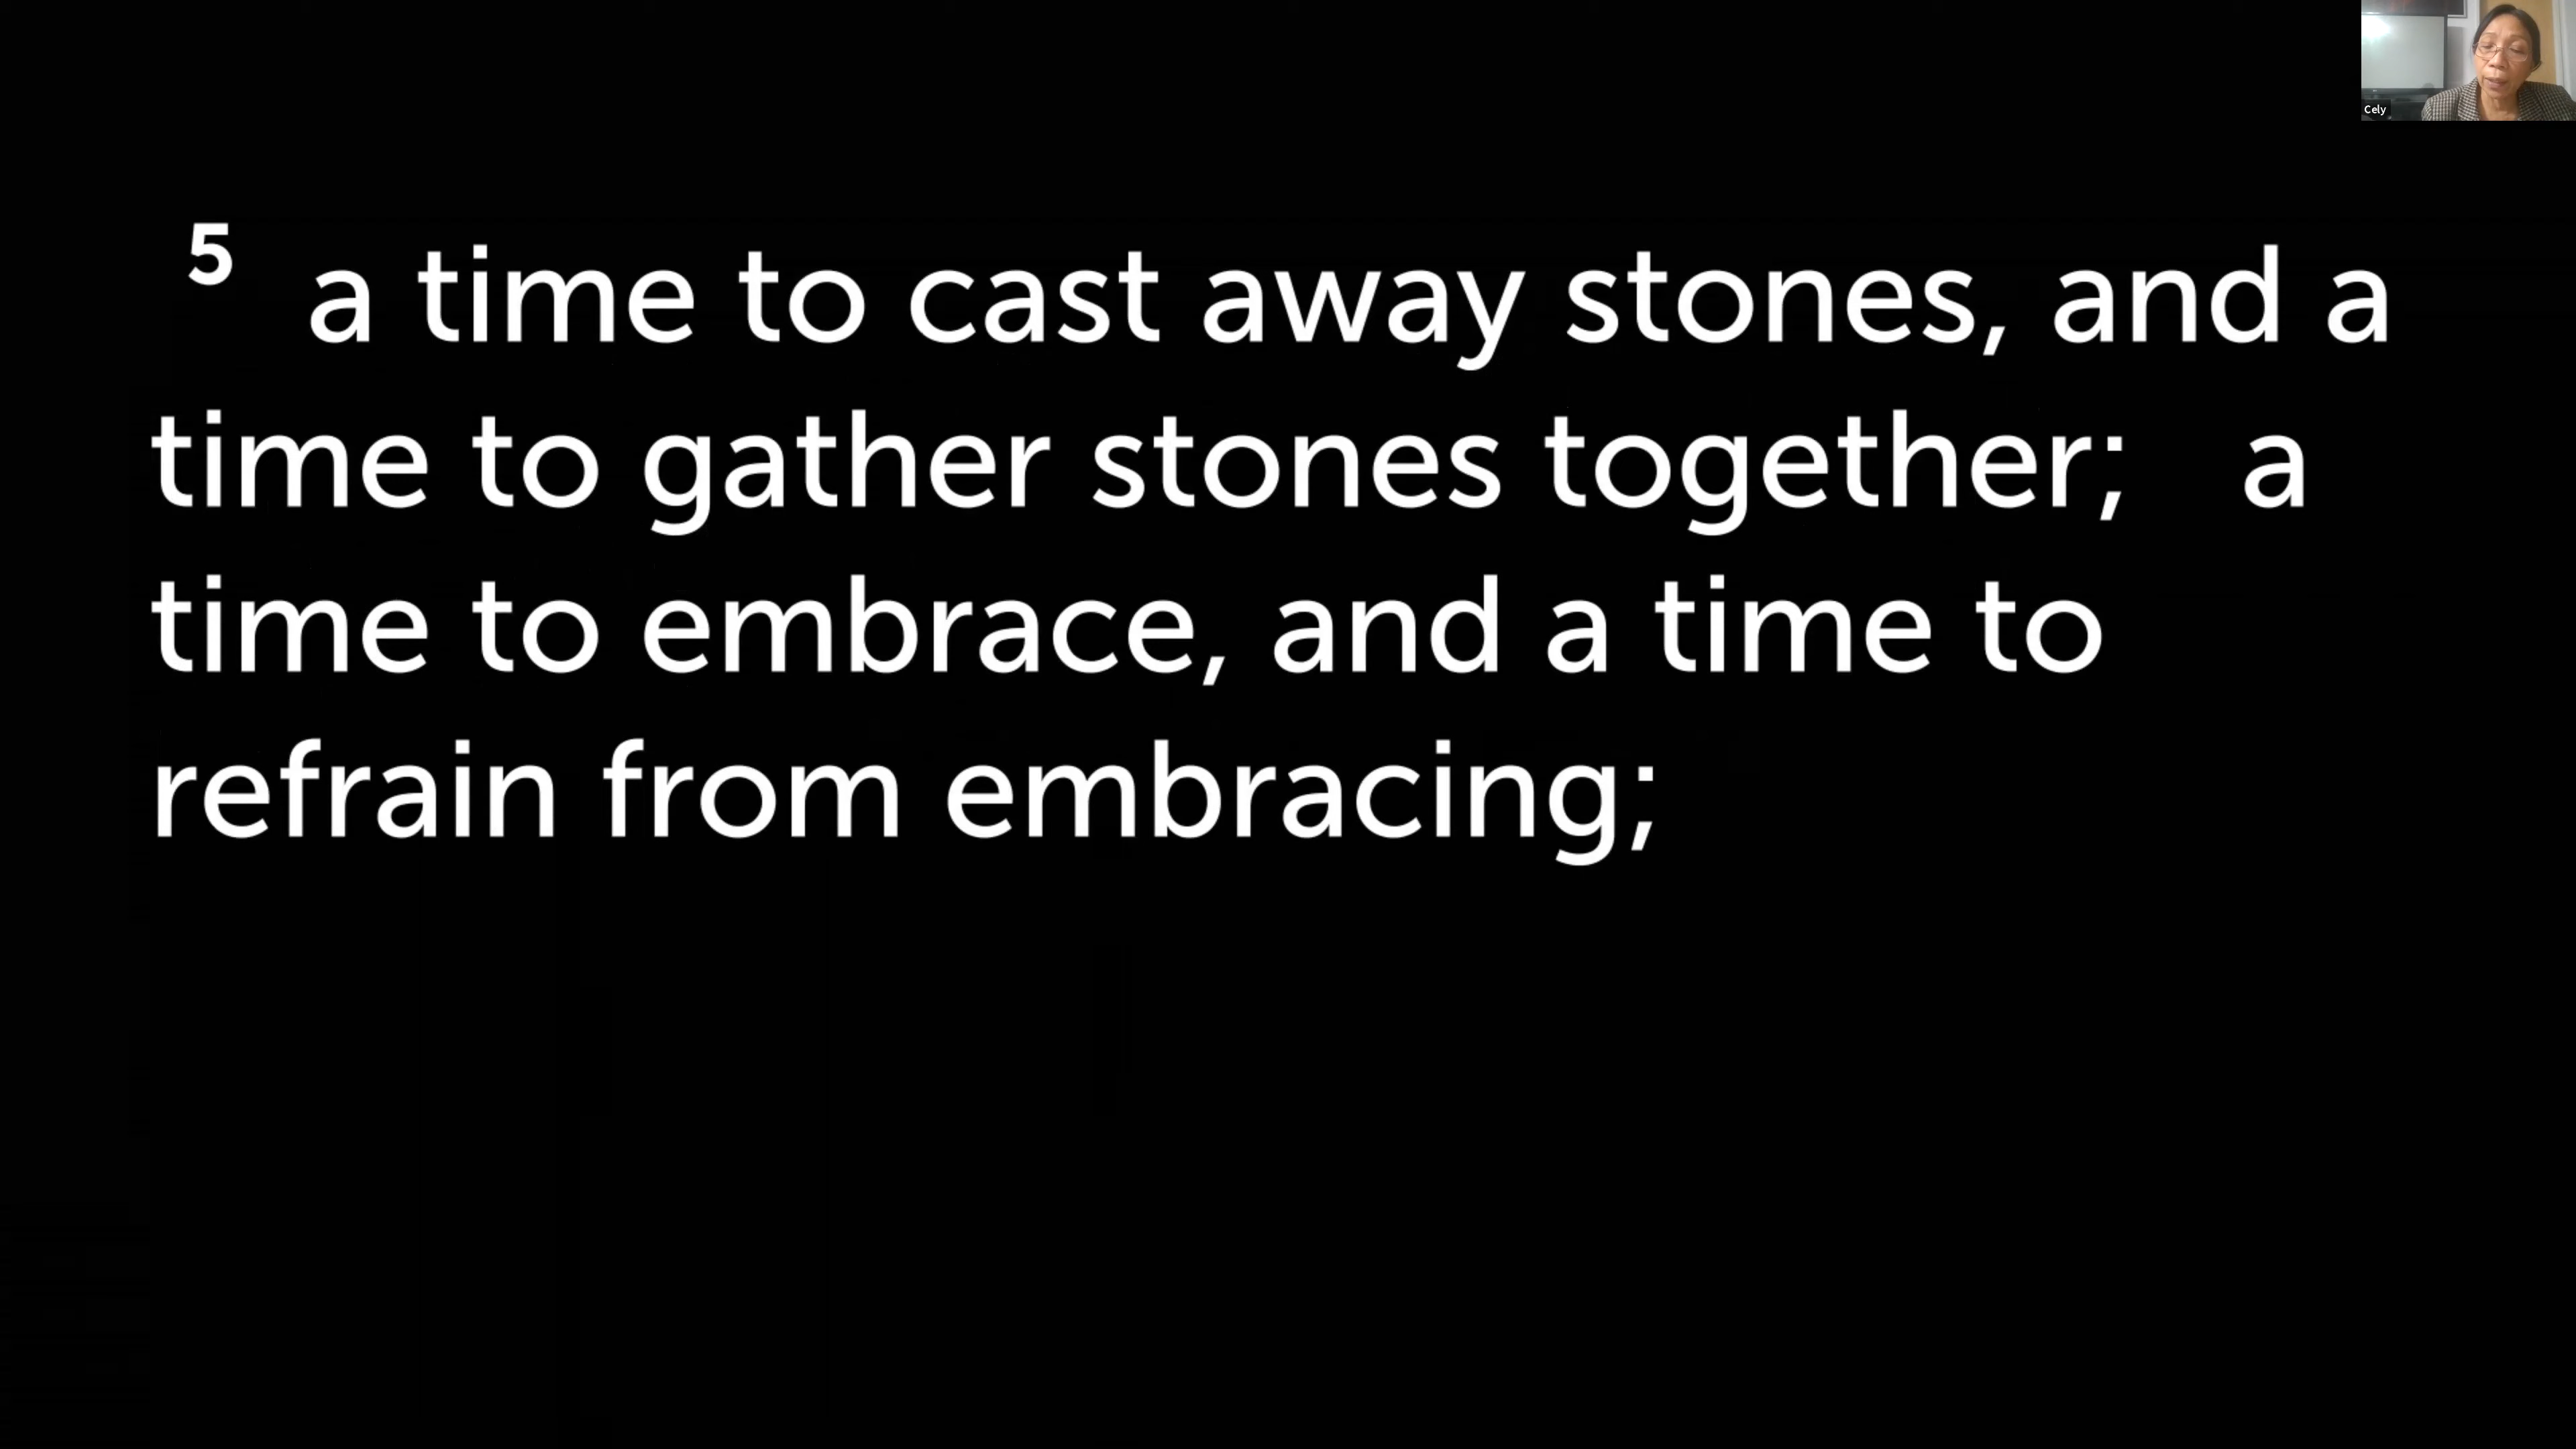 Cely
5 a time to cast away stones, and a
time to gather stones together; a
time to embrace, and a time to
refrain from embracing;